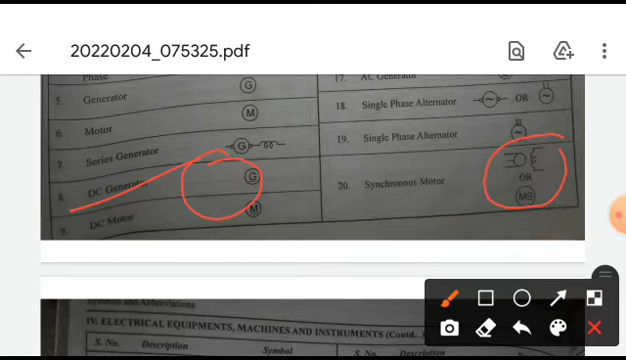 20220204_075325.pdf
Phase
5. Generator G
6. Motor M
7. Series Generator G
8. DC Generator G
9. DC Motor M
17. AC Generator
18. Single Phase Alternator OR
19. Single Phase Alternator
20. Synchronous Motor OR
MS
Symbols and Abbreviations
IV. ELECTRICAL EQUIPMENTS, MACHINES AND INSTRUMENTS (Contd...)
S. No. Description Symbol S. No. Description